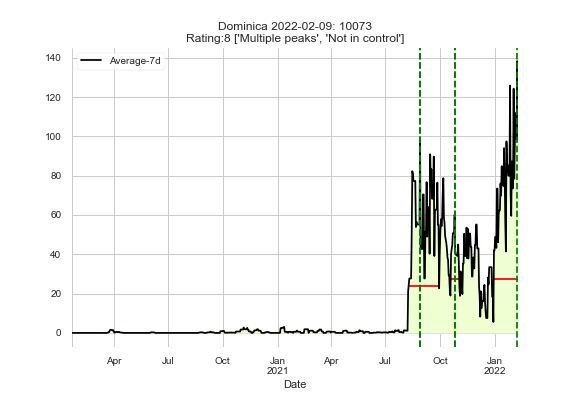 Dominica 2022-02-09: 10073
Rating:8 ['Multiple peaks', 'Not in control']
Average-7d
140
120
100
80
60
40
20
0
Apr Jul Oct Jan Apr Jul Oct Jan
2021 2022
Date